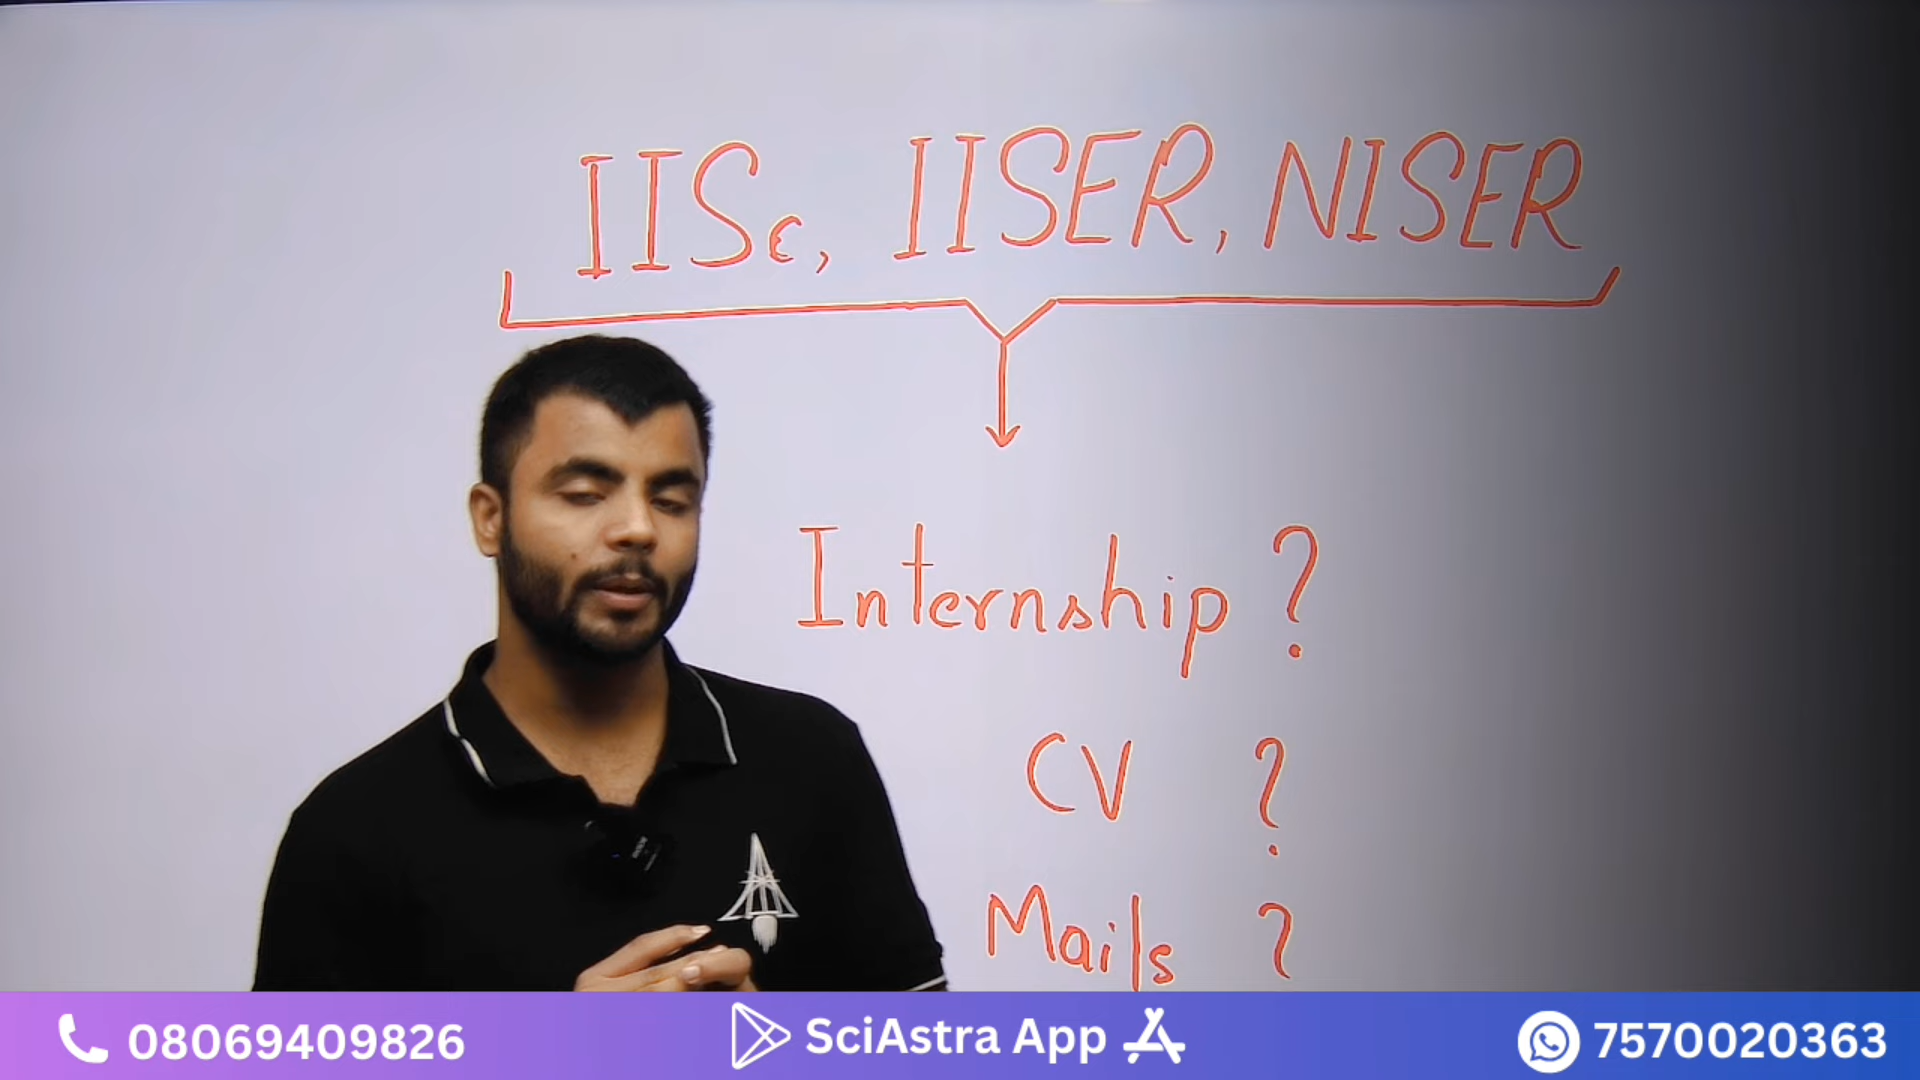 IISc, IISER, NISER
Internship ?
CV ?
Mails ?
08069409826 SciAstra App 7570020363